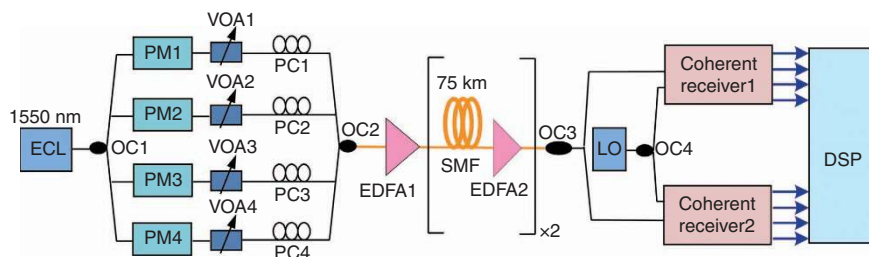 VOA1
PM1
PC1
VOA2
PM2
PC2
1550 nm
ECL
OC1
VOA3
PM3
PC3
VOA4
PM4
PC4
OC2
EDFA1
75 km
SMF
EDFA2
×2
OC3
LO
OC4
Coherent
receiver1
Coherent
receiver2
DSP